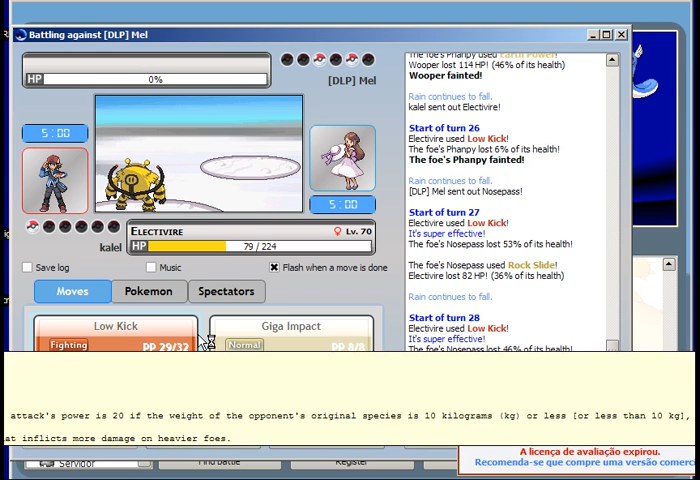 Battling against [DLP] Mel
HP
0%
[DLP] Mel
5:00
5:00
kalel
ELECTIVIRE
Lv. 70
HP
79 / 224
Save log
Music
Flash when a move is done
Moves
Pokemon
Spectators
Low Kick
Fighting
PP 29/32
Giga Impact
Normal
PP 8/8
The foe's Phanpy used Earth Power!
Wooper lost 114 HP! (46% of its health)
Wooper fainted!
Rain continues to fall.
kalel sent out Electivire!
Start of turn 26
Electivire used Low Kick!
The foe's Phanpy lost 6% of its health!
The foe's Phanpy fainted!
Rain continues to fall.
[DLP] Mel sent out Nosepass!
Start of turn 27
Electivire used Low Kick!
It's super effective!
The foe's Nosepass lost 53% of its health!
The foe's Nosepass used Rock Slide!
Electivire lost 82 HP! (36% of its health)
Rain continues to fall.
Start of turn 28
Electivire used Low Kick!
It's super effective!
The foe's Nosepass lost 46% of its health!
attack's power is 20 if the weight of the opponent's original species is 10 kilograms (kg) or less [or less than 10 kg],
at inflicts more damage on heavier foes.
Servidor
Find battle
Register
A licença de avaliação expirou.
Recomenda-se que compre uma versão comerci